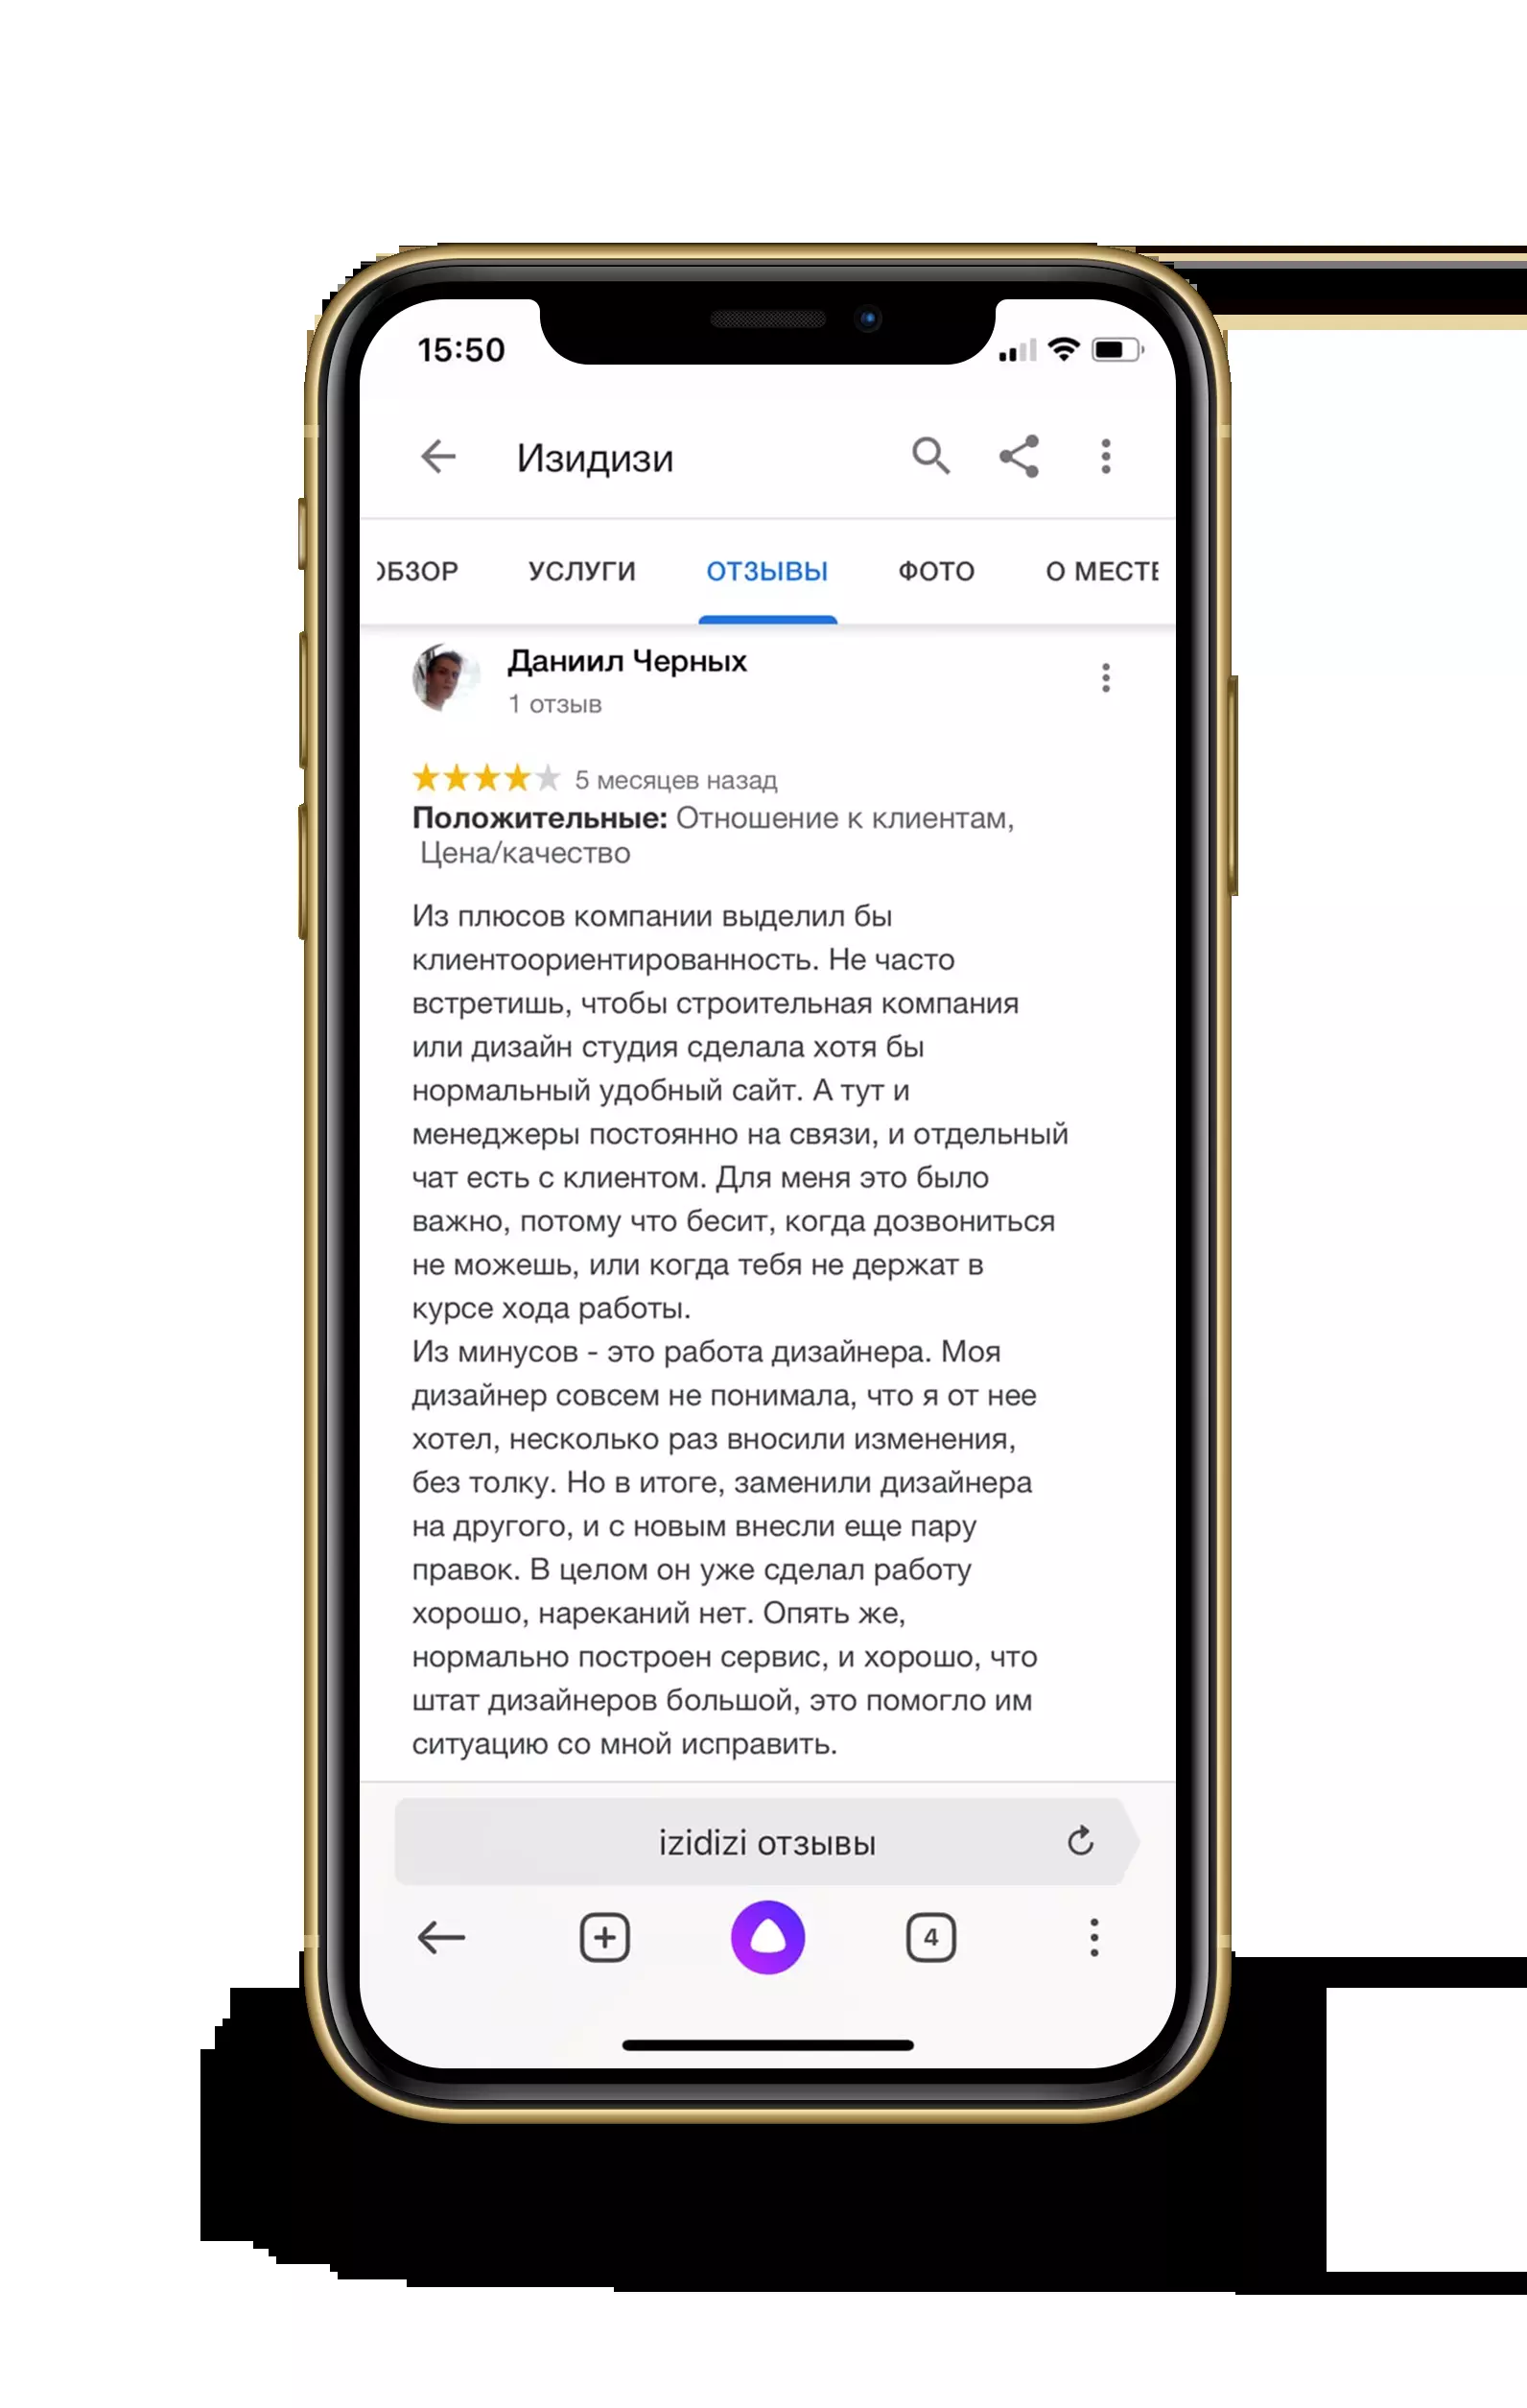 15:50
Изидизи
ОБЗОР УСЛУГИ ОТЗЫВЫ ФОТО О МЕСТЕ
Даниил Черных
1 отзыв
5 месяцев назад
Положительные: Отношение к клиентам,
Цена/качество
Из плюсов компании выделил бы
клиентоориентированность. Не часто
встретишь, чтобы строительная компания
или дизайн студия сделала хотя бы
нормальный удобный сайт. А тут и
менеджеры постоянно на связи, и отдельный
чат есть с клиентом. Для меня это было
важно, потому что бесит, когда дозвониться
не можешь, или когда тебя не держат в
курсе хода работы.
Из минусов - это работа дизайнера. Моя
дизайнер совсем не понимала, что я от нее
хотел, несколько раз вносили изменения,
без толку. Но в итоге, заменили дизайнера
на другого, и с новым внесли еще пару
правок. В целом он уже сделал работу
хорошо, нареканий нет. Опять же,
нормально построен сервис, и хорошо, что
штат дизайнеров большой, это помогло им
ситуацию со мной исправить.
izidizi отзывы
4